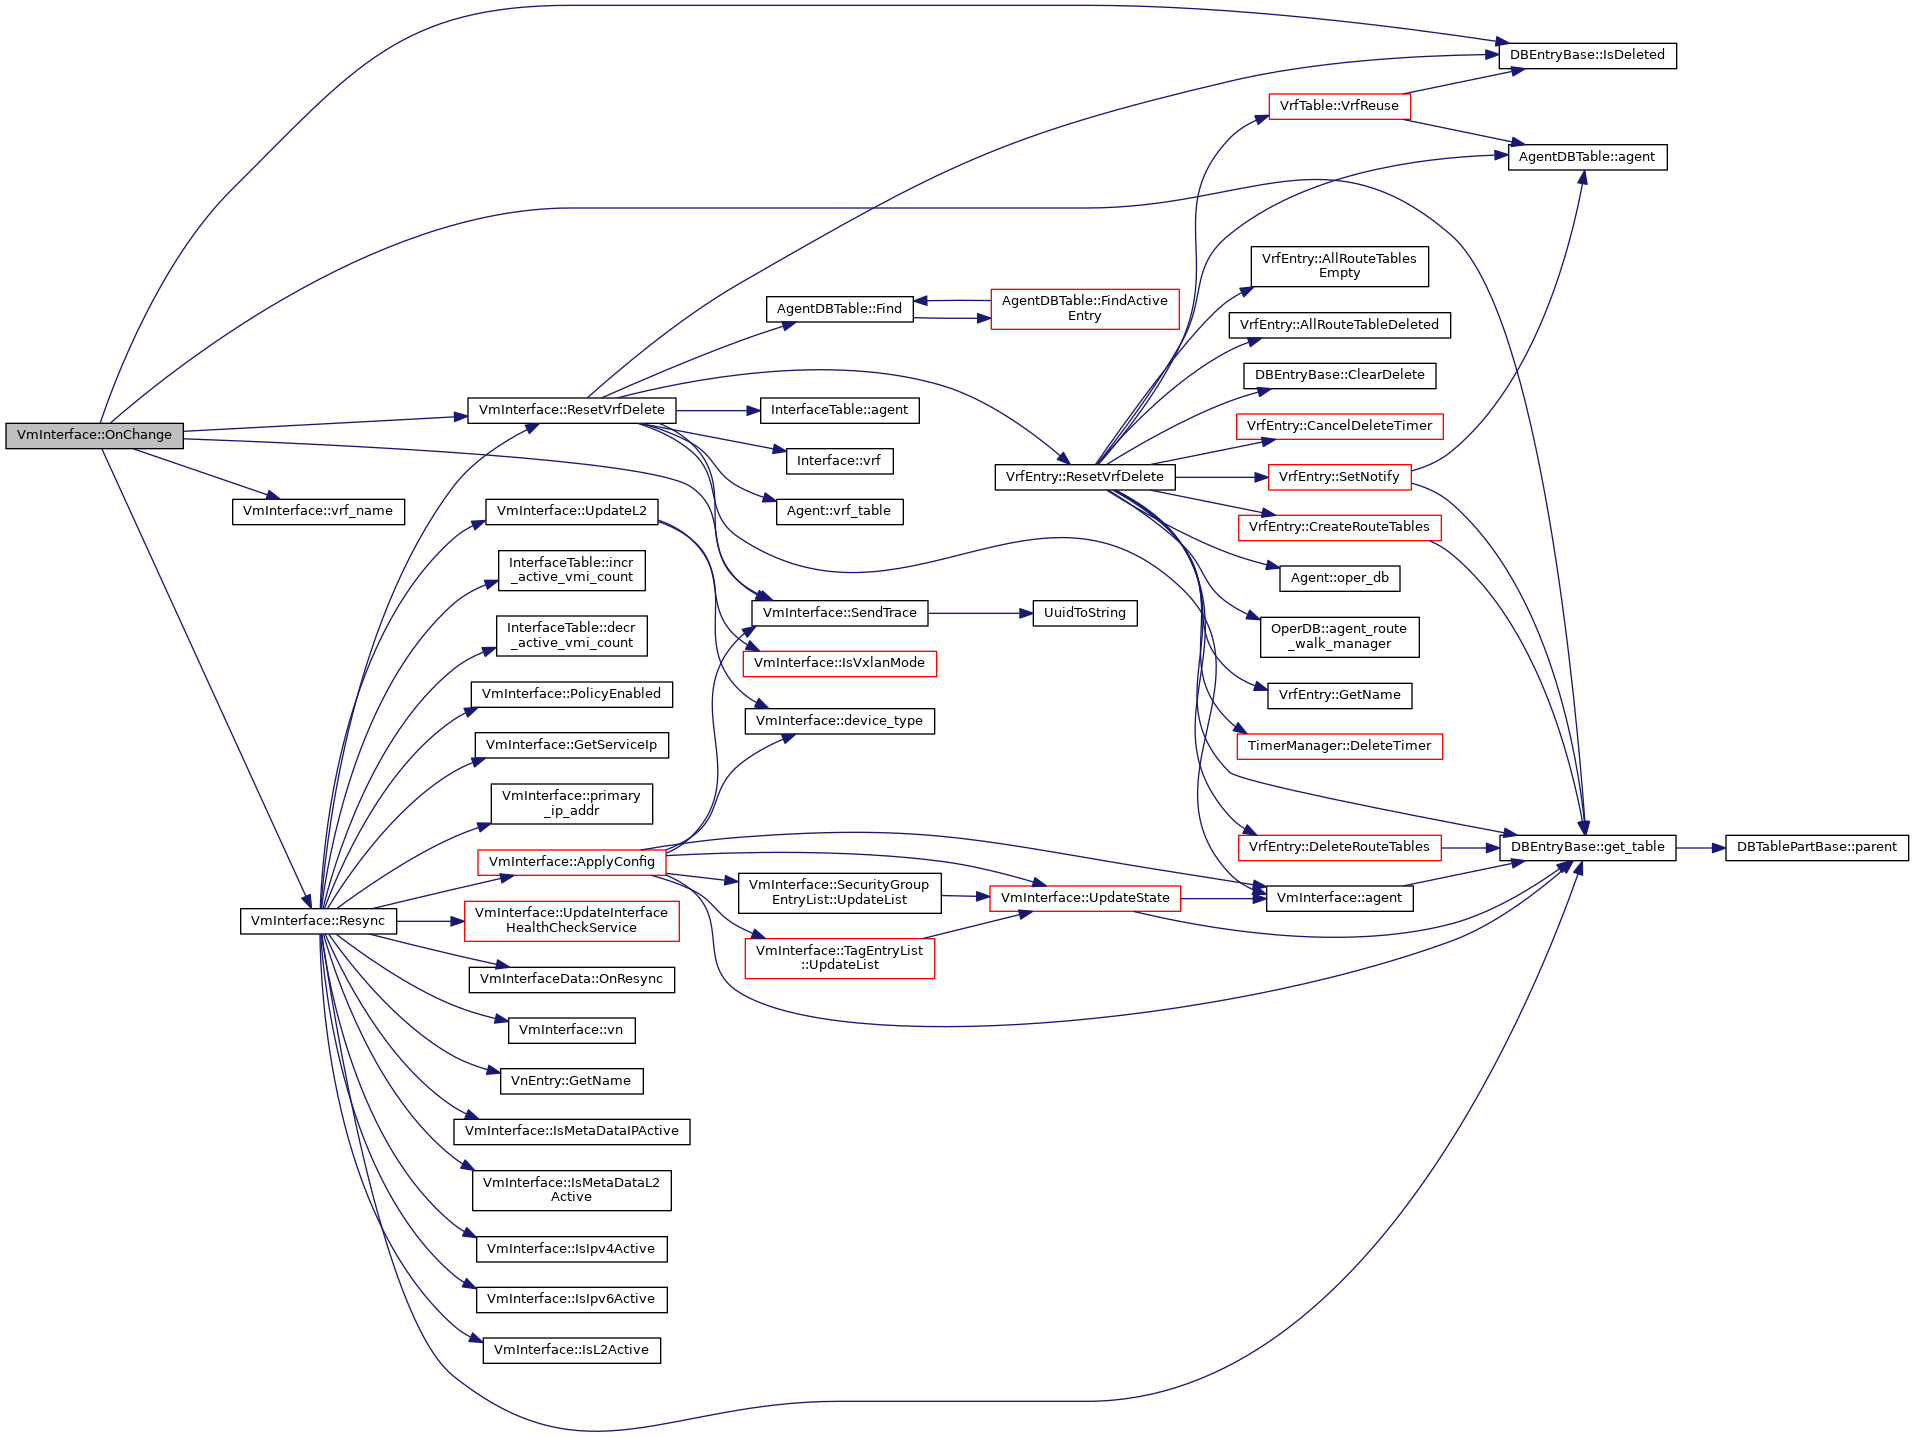 VmInterface::OnChange
DBEntryBase::IsDeleted
VrfTable::VrfReuse
AgentDBTable::agent
VrfEntry::AllRouteTables
Empty
AgentDBTable::Find
AgentDBTable::FindActive
Entry
VrfEntry::AllRouteTableDeleted
DBEntryBase::ClearDelete
VmInterface::ResetVrfDelete
InterfaceTable::agent
VrfEntry::CancelDeleteTimer
Interface::vrf
VrfEntry::ResetVrfDelete
VrfEntry::SetNotify
VmInterface::vrf_name
VmInterface::UpdateL2
Agent::vrf_table
VrfEntry::CreateRouteTables
InterfaceTable::incr
_active_vmi_count
Agent::oper_db
VmInterface::SendTrace
UuidToString
InterfaceTable::decr
_active_vmi_count
OperDB::agent_route
_walk_manager
VmInterface::IsVxlanMode
VmInterface::PolicyEnabled
VrfEntry::GetName
VmInterface::device_type
VmInterface::GetServiceIp
TimerManager::DeleteTimer
VmInterface::primary
_ip_addr
VmInterface::ApplyConfig
VrfEntry::DeleteRouteTables
DBEntryBase::get_table
DBTablePartBase::parent
VmInterface::SecurityGroup
EntryList::UpdateList
VmInterface::UpdateState
VmInterface::agent
VmInterface::Resync
VmInterface::UpdateInterface
HealthCheckService
VmInterface::TagEntryList
::UpdateList
VmInterfaceData::OnResync
VmInterface::vn
VnEntry::GetName
VmInterface::IsMetaDataIPActive
VmInterface::IsMetaDataL2
Active
VmInterface::IsIpv4Active
VmInterface::IsIpv6Active
VmInterface::IsL2Active